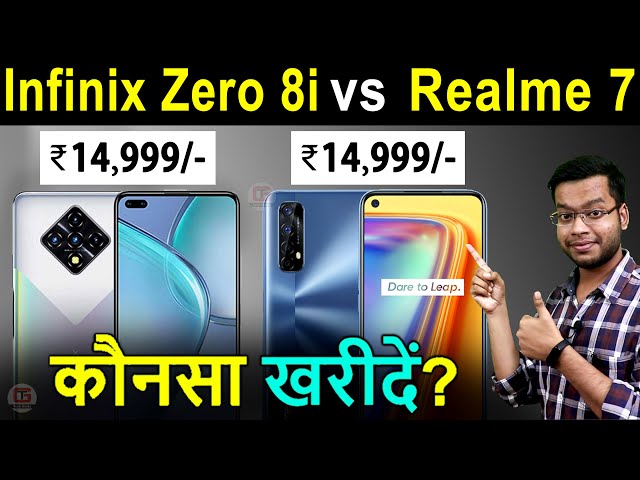 Infinix Zero 8i vs Realme 7
₹14,999/- ₹14,999/-
Dare to Leap.
कौनसा खरीदें?